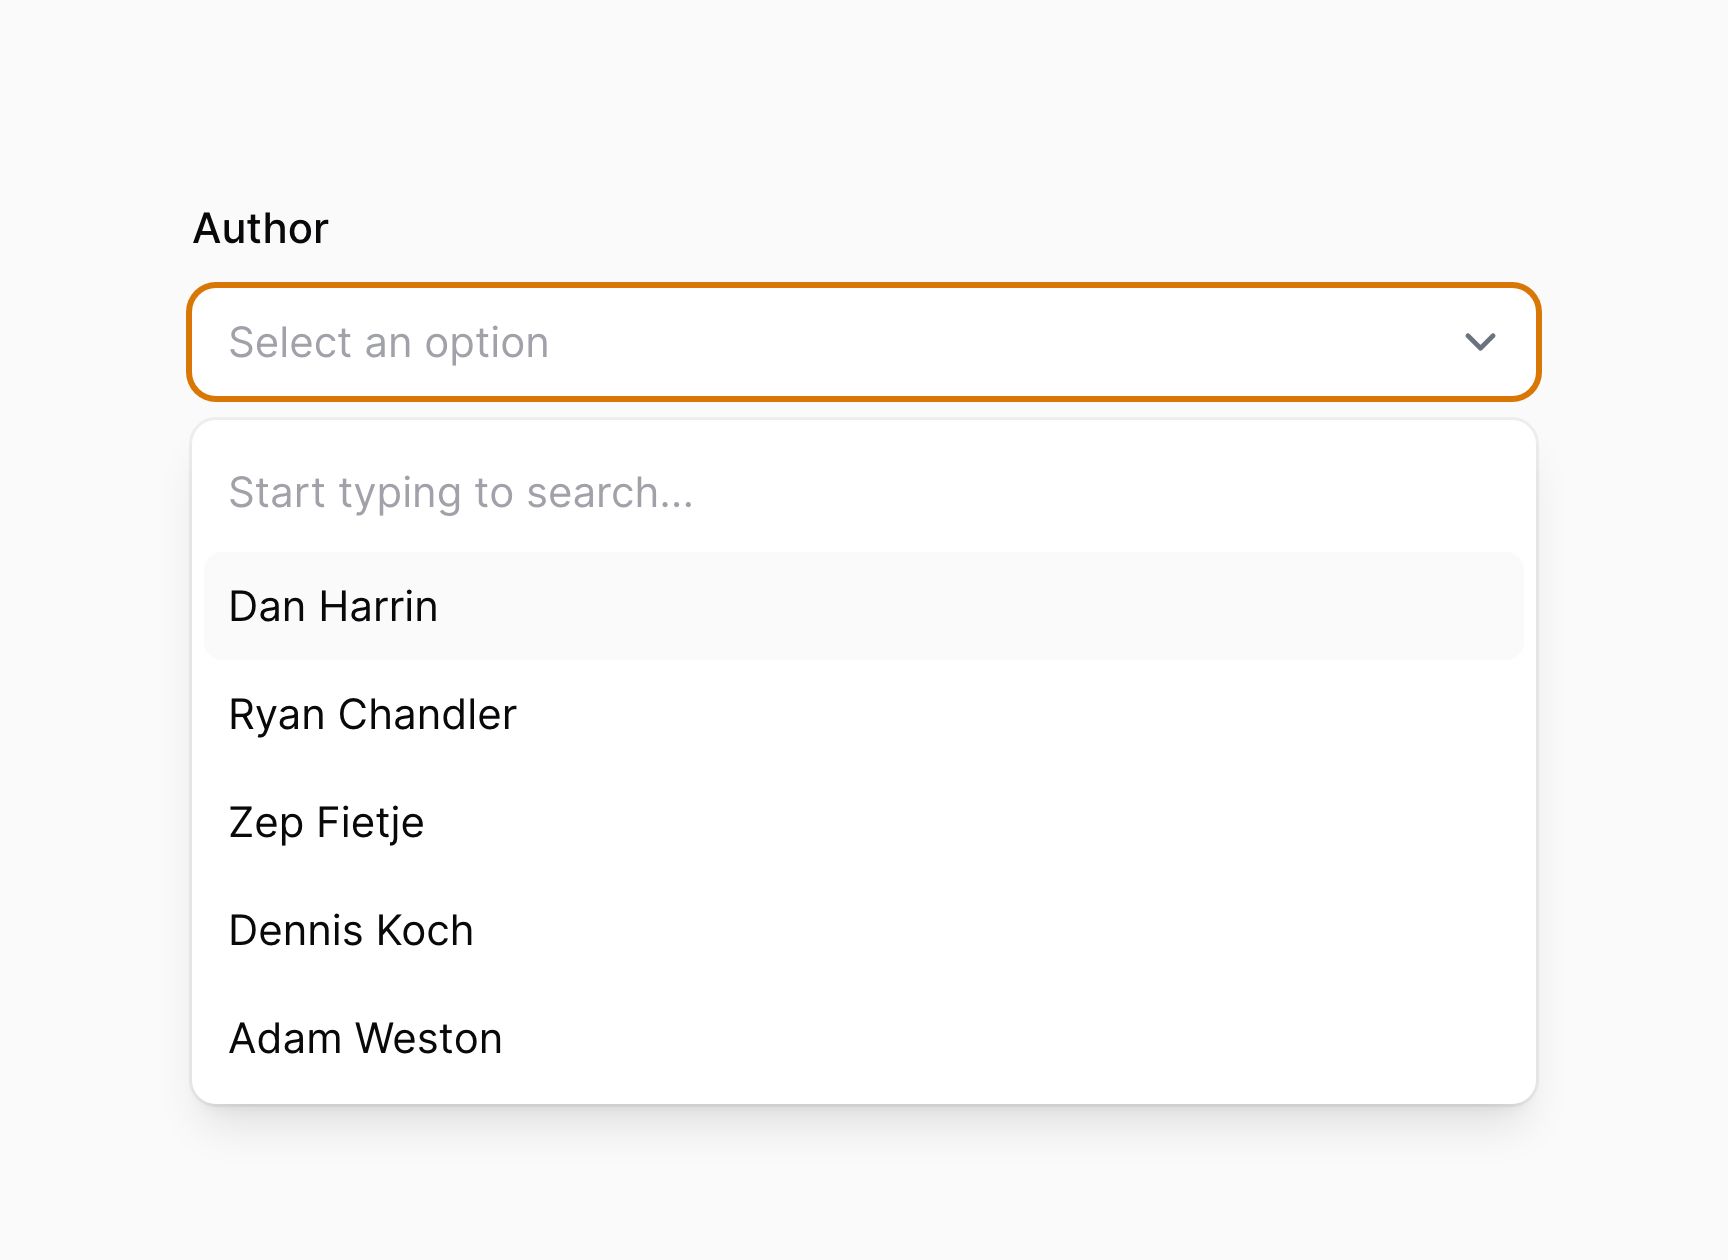 Author
Select an option
Start typing to search...
Dan Harrin
Ryan Chandler
Zep Fietje
Dennis Koch
Adam Weston